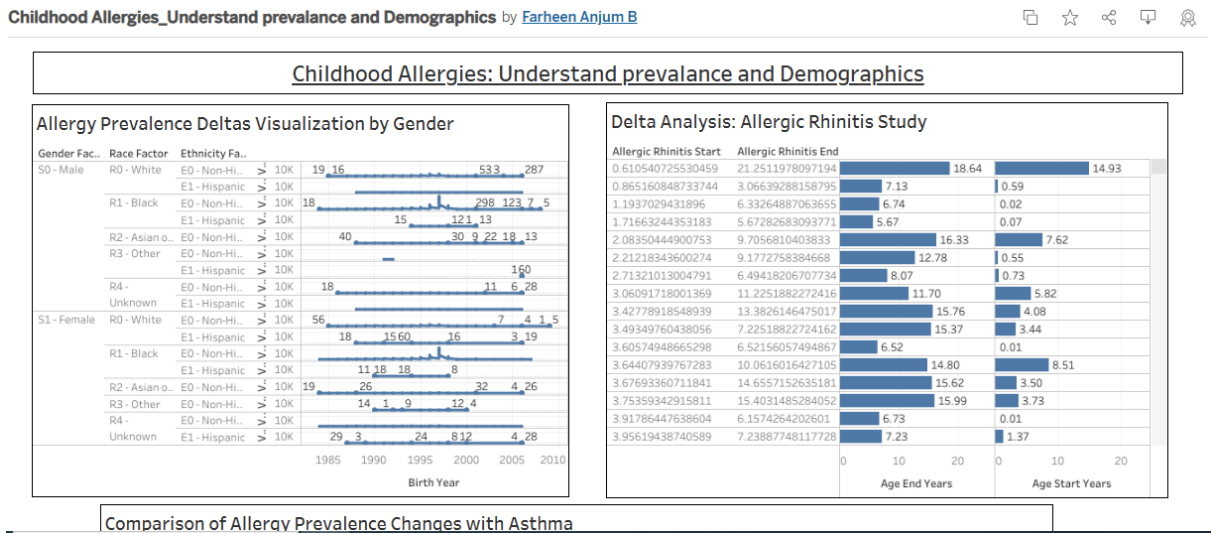 Childhood Allergies_Understand prevalence and Demographics by Farheen Anjum B
Childhood Allergies: Understand prevalance and Demographics
Allergy Prevalence Deltas Visualization by Gender
Gender Fac.. Race Factor Ethnicity Fa..
S0 - Male R0 - White E0 - Non-Hi.. 10K 19 16 533 287
E1 - Hispanic 10K
R1 - Black E0 - Non-Hi.. 10K 18 298 123 7 5
E1 - Hispanic 10K 15 121 13
R2 - Asian o.. E0 - Non-Hi.. 10K 40 30 9 22 18 13
R3 - Other E0 - Non-Hi.. 10K
E1 - Hispanic 10K 160
R4 - E0 - Non-Hi.. 10K 18 11 6 28
Unknown E1 - Hispanic 10K
S1 - Female R0 - White E0 - Non-Hi.. 10K 56 7 4 1 5
E1 - Hispanic 10K 18 1560 16 3 19
R1 - Black E0 - Non-Hi.. 10K
E1 - Hispanic 10K 11 18 18 8
R2 - Asian o.. E0 - Non-Hi.. 10K 19 26 32 4 26
R3 - Other E0 - Non-Hi.. 10K 14 1 9 12 4
R4 - E0 - Non-Hi.. 10K
Unknown E1 - Hispanic 10K 29 3 24 8 12 4 28
1985 1990 1995 2000 2005 2010
Birth Year
Delta Analysis: Allergic Rhinitis Study
Allergic Rhinitis Start Allergic Rhinitis End
0.610540725530459 21.2511978097194 18.64 14.93
0.865160848733744 3.06639288158795 7.13 0.59
1.1937029431896 6.33264887063655 6.74 0.02
1.71663244353183 5.67282683093771 5.67 0.07
2.08350444900753 9.7056810403833 16.33 7.62
2.21218343600274 9.1772758384668 12.78 0.55
2.71321013004791 6.49418206707734 8.07 0.73
3.06091718001369 11.2251882272416 11.70 5.82
3.42778918548939 13.3826146475017 15.76 4.08
3.49349760438056 7.22518822724162 15.37 3.44
3.60574948665298 6.52156057494867 6.52 0.01
3.64407939767283 10.0616016427105 14.80 8.51
3.67693360711841 14.6557152635181 15.62 3.50
3.75359342915811 15.4031485284052 15.99 3.73
3.91786447638604 6.1574264202601 6.73 0.01
3.95619438740589 7.23887748117728 7.23 1.37
0 10 20 0 10 20
Age End Years Age Start Years
Comparison of Allergy Prevalence Changes with Asthma